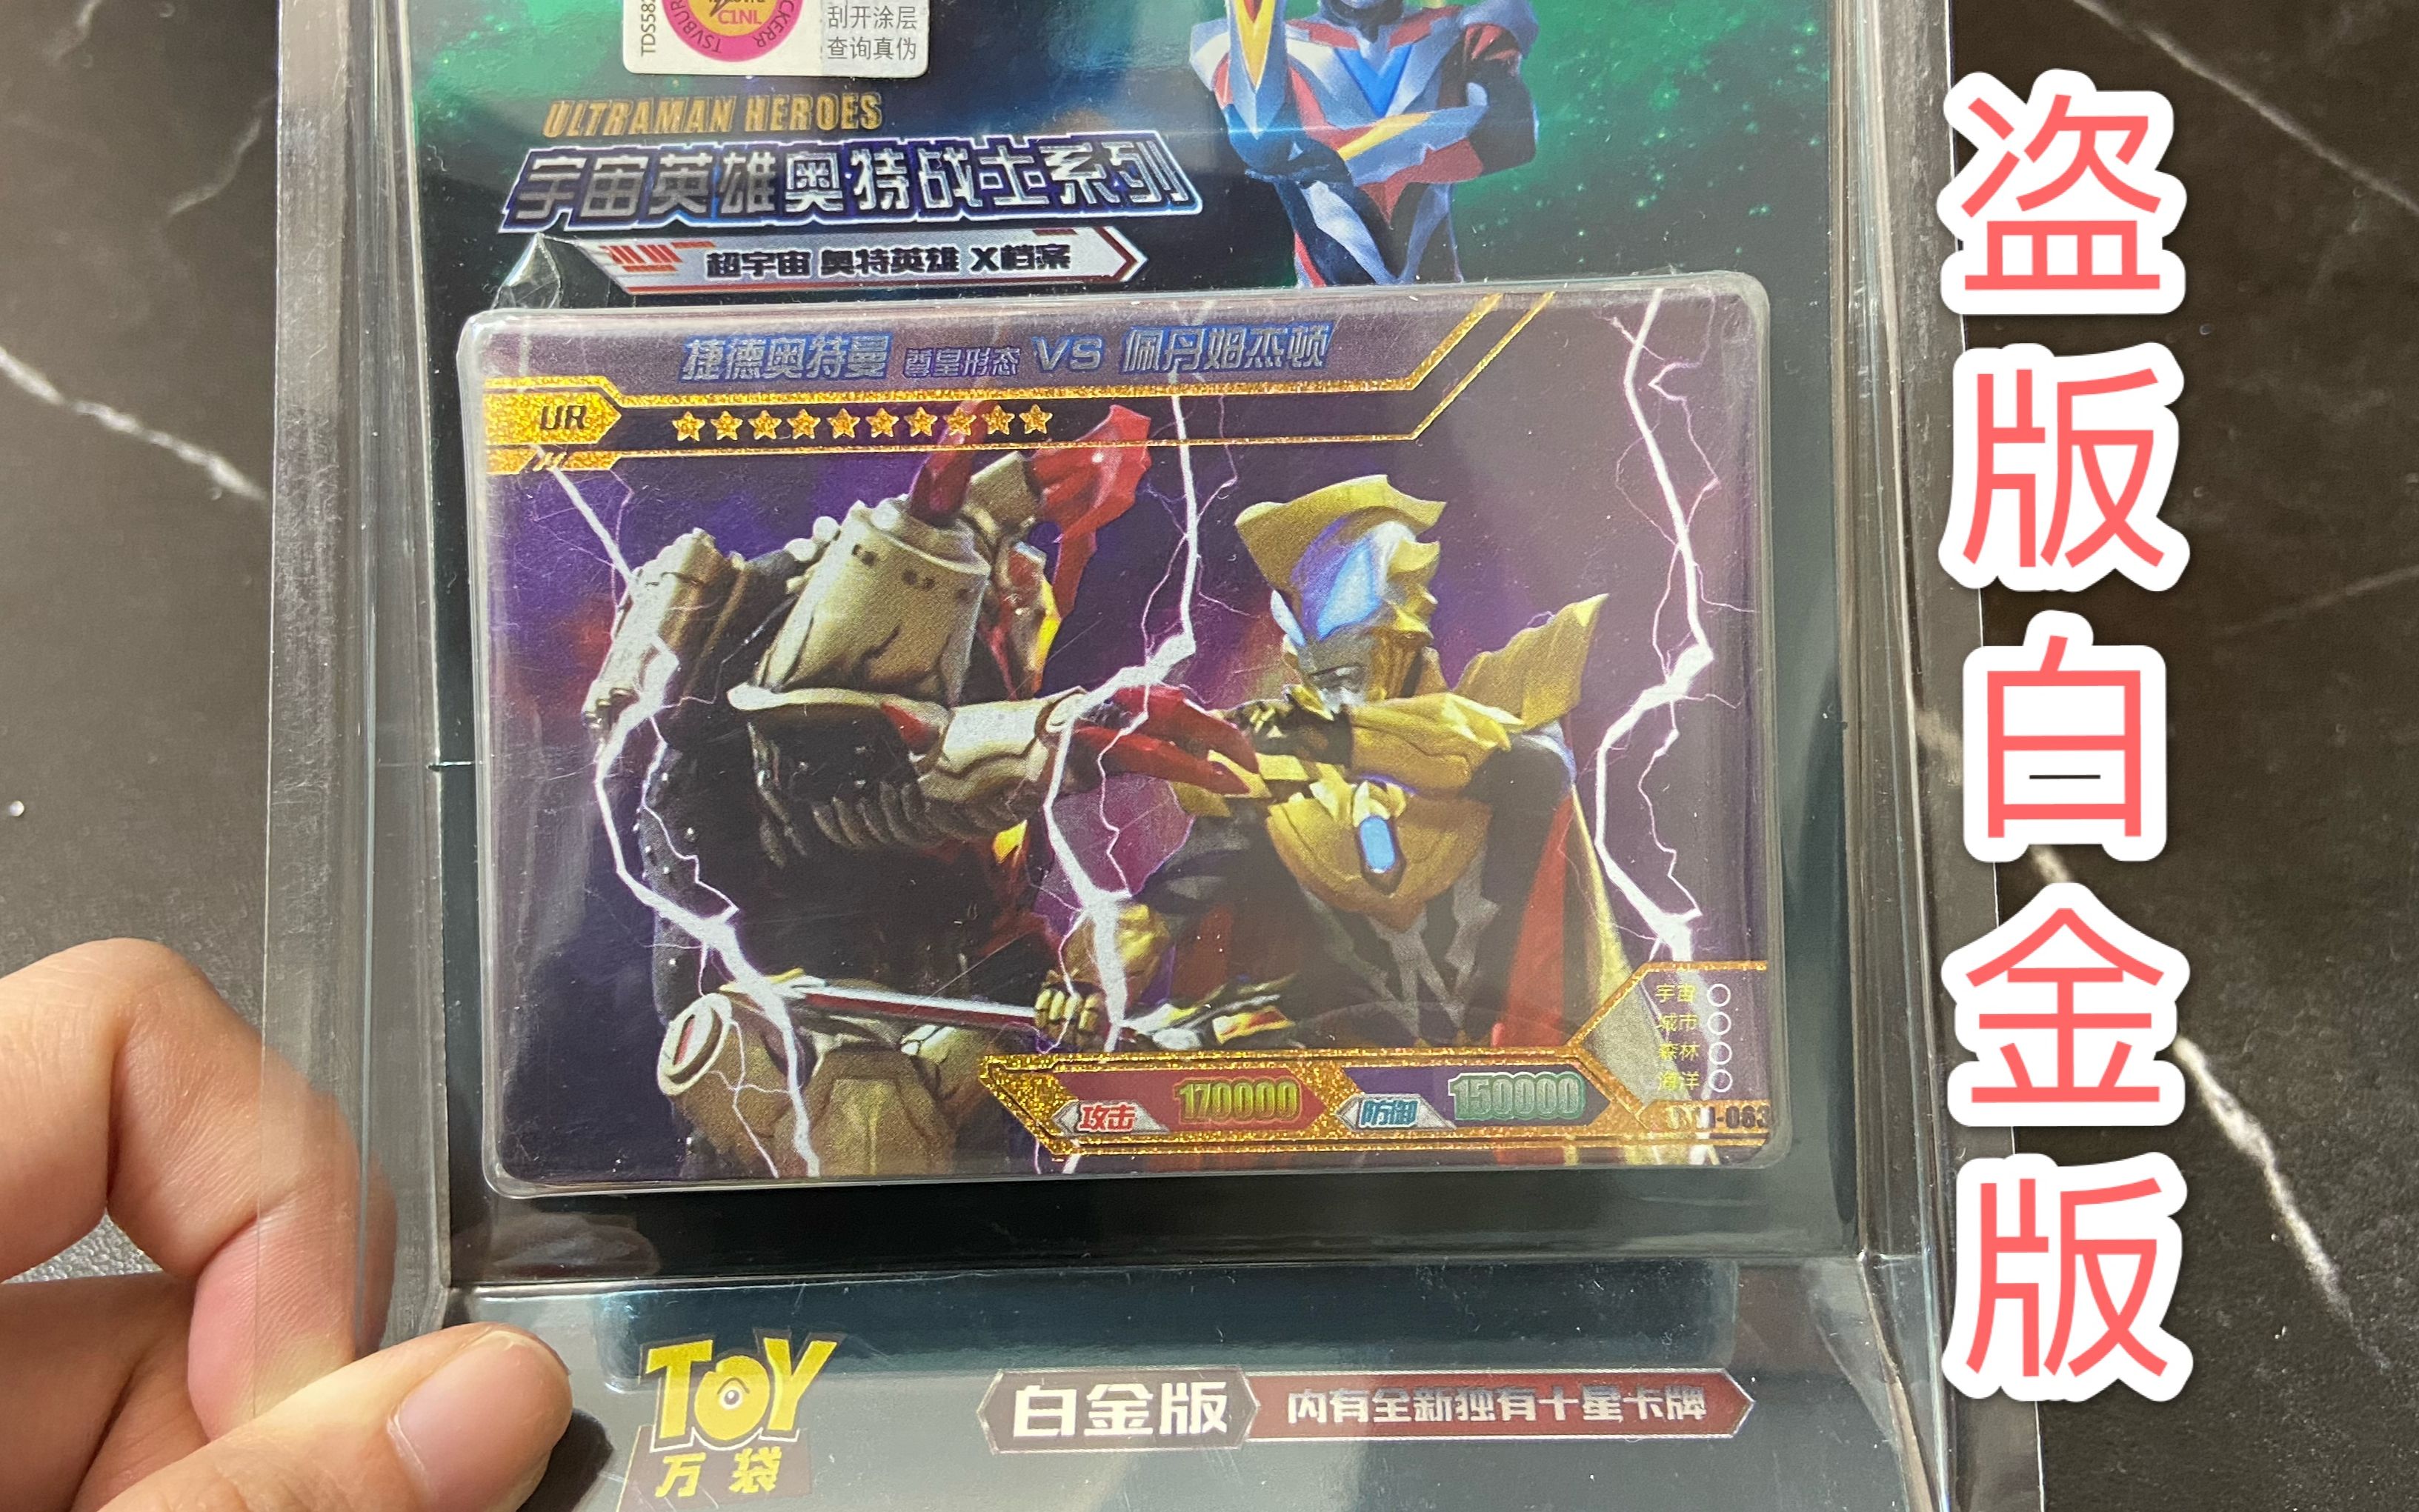 C1NL
刮开涂层
查询真伪
ULTRAMAN HEROES
宇宙英雄奥特战士系列
超宇宙 奥特英雄 X档案
捷德奥特曼 尊皇形态 VS 佩丹姆杰顿
UR
宇宙
城市
森林
海洋
攻击 170000 防御 150000
TOY
万袋
白金版 内有全新独有十星卡牌
盗版白金版